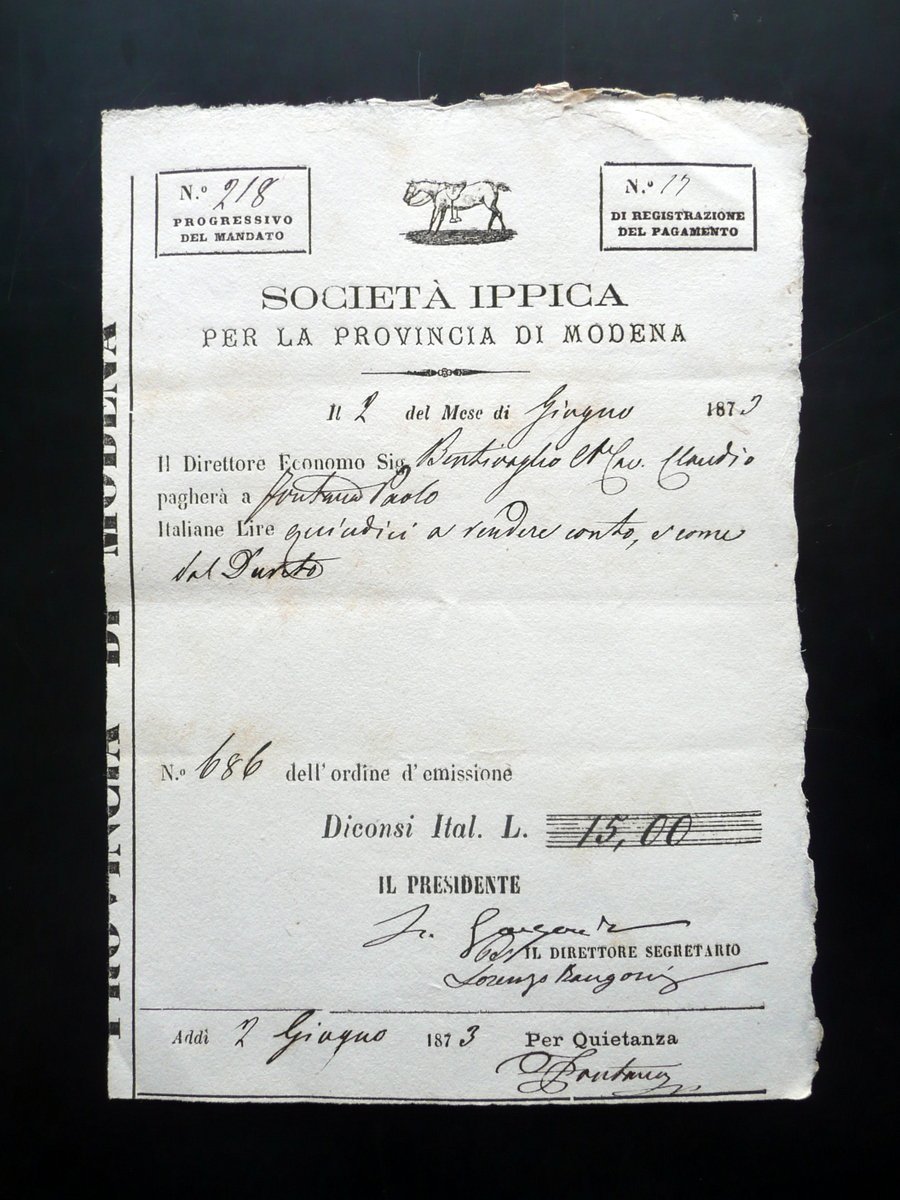 N.º 218
PROGRESSIVO
DEL MANDATO
N.º 17
DI REGISTRAZIONE
DEL PAGAMENTO
SOCIETÀ IPPICA
PER LA PROVINCIA DI MODENA
Il 2 del Mese di Giugno 1873
Il Direttore Economo Sig. Bentivoglio Cav. Claudio
pagherà a Fontana Paolo
Italiane Lire quindici a rendere conto, e come
dal
N.º 686 dell'ordine d'emissione
Diconsi Ital. L. 15,00
IL PRESIDENTE
IL DIRETTORE SEGRETARIO
Lorenzo Rangoni
Addì 2 Giugno 1873 Per Quietanza
Fontana
PROVINCIA DI MODENA